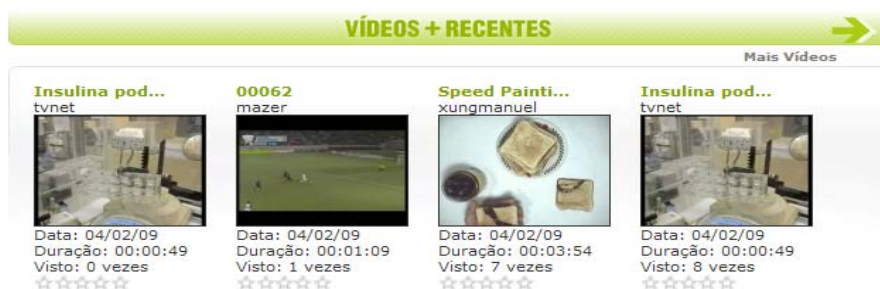 VÍDEOS + RECENTES
Mais Vídeos
Insulina pod...
tvnet
Data: 04/02/09
Duração: 00:00:49
Visto: 0 vezes
00062
mazer
Data: 04/02/09
Duração: 00:01:09
Visto: 1 vezes
Speed Painti...
xungmanuel
Data: 04/02/09
Duração: 00:03:54
Visto: 7 vezes
Insulina pod...
tvnet
Data: 04/02/09
Duração: 00:00:49
Visto: 8 vezes